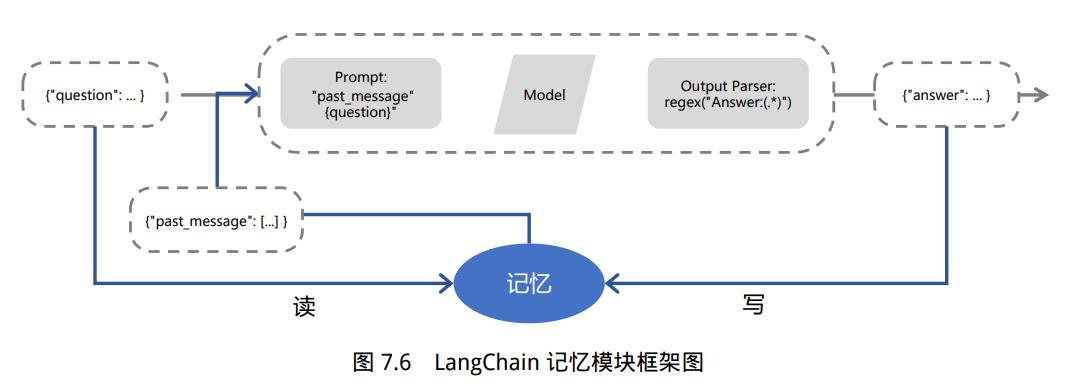 {"question": ... }
Prompt:
"past_message"
{question}"
Model
Output Parser:
regex("Answer:(.*)")
{"answer": ... }
{"past_message": [...] }
记忆
读
写
图 7.6 LangChain 记忆模块框架图